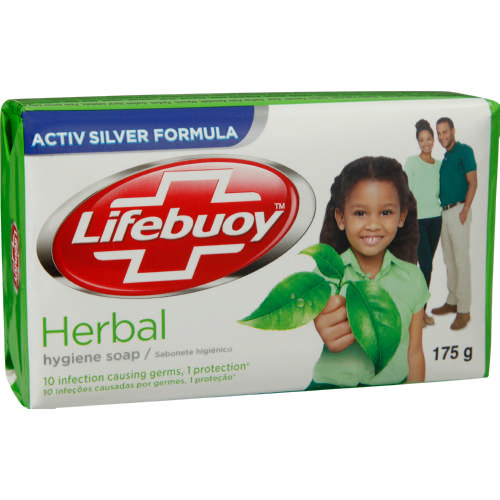 ACTIV SILVER FORMULA
Lifebuoy™
Herbal
hygiene soap / Sabonete higiénico
10 infection causing germs, 1 protection*
10 infeções causadas por germes, 1 proteção*
175 g